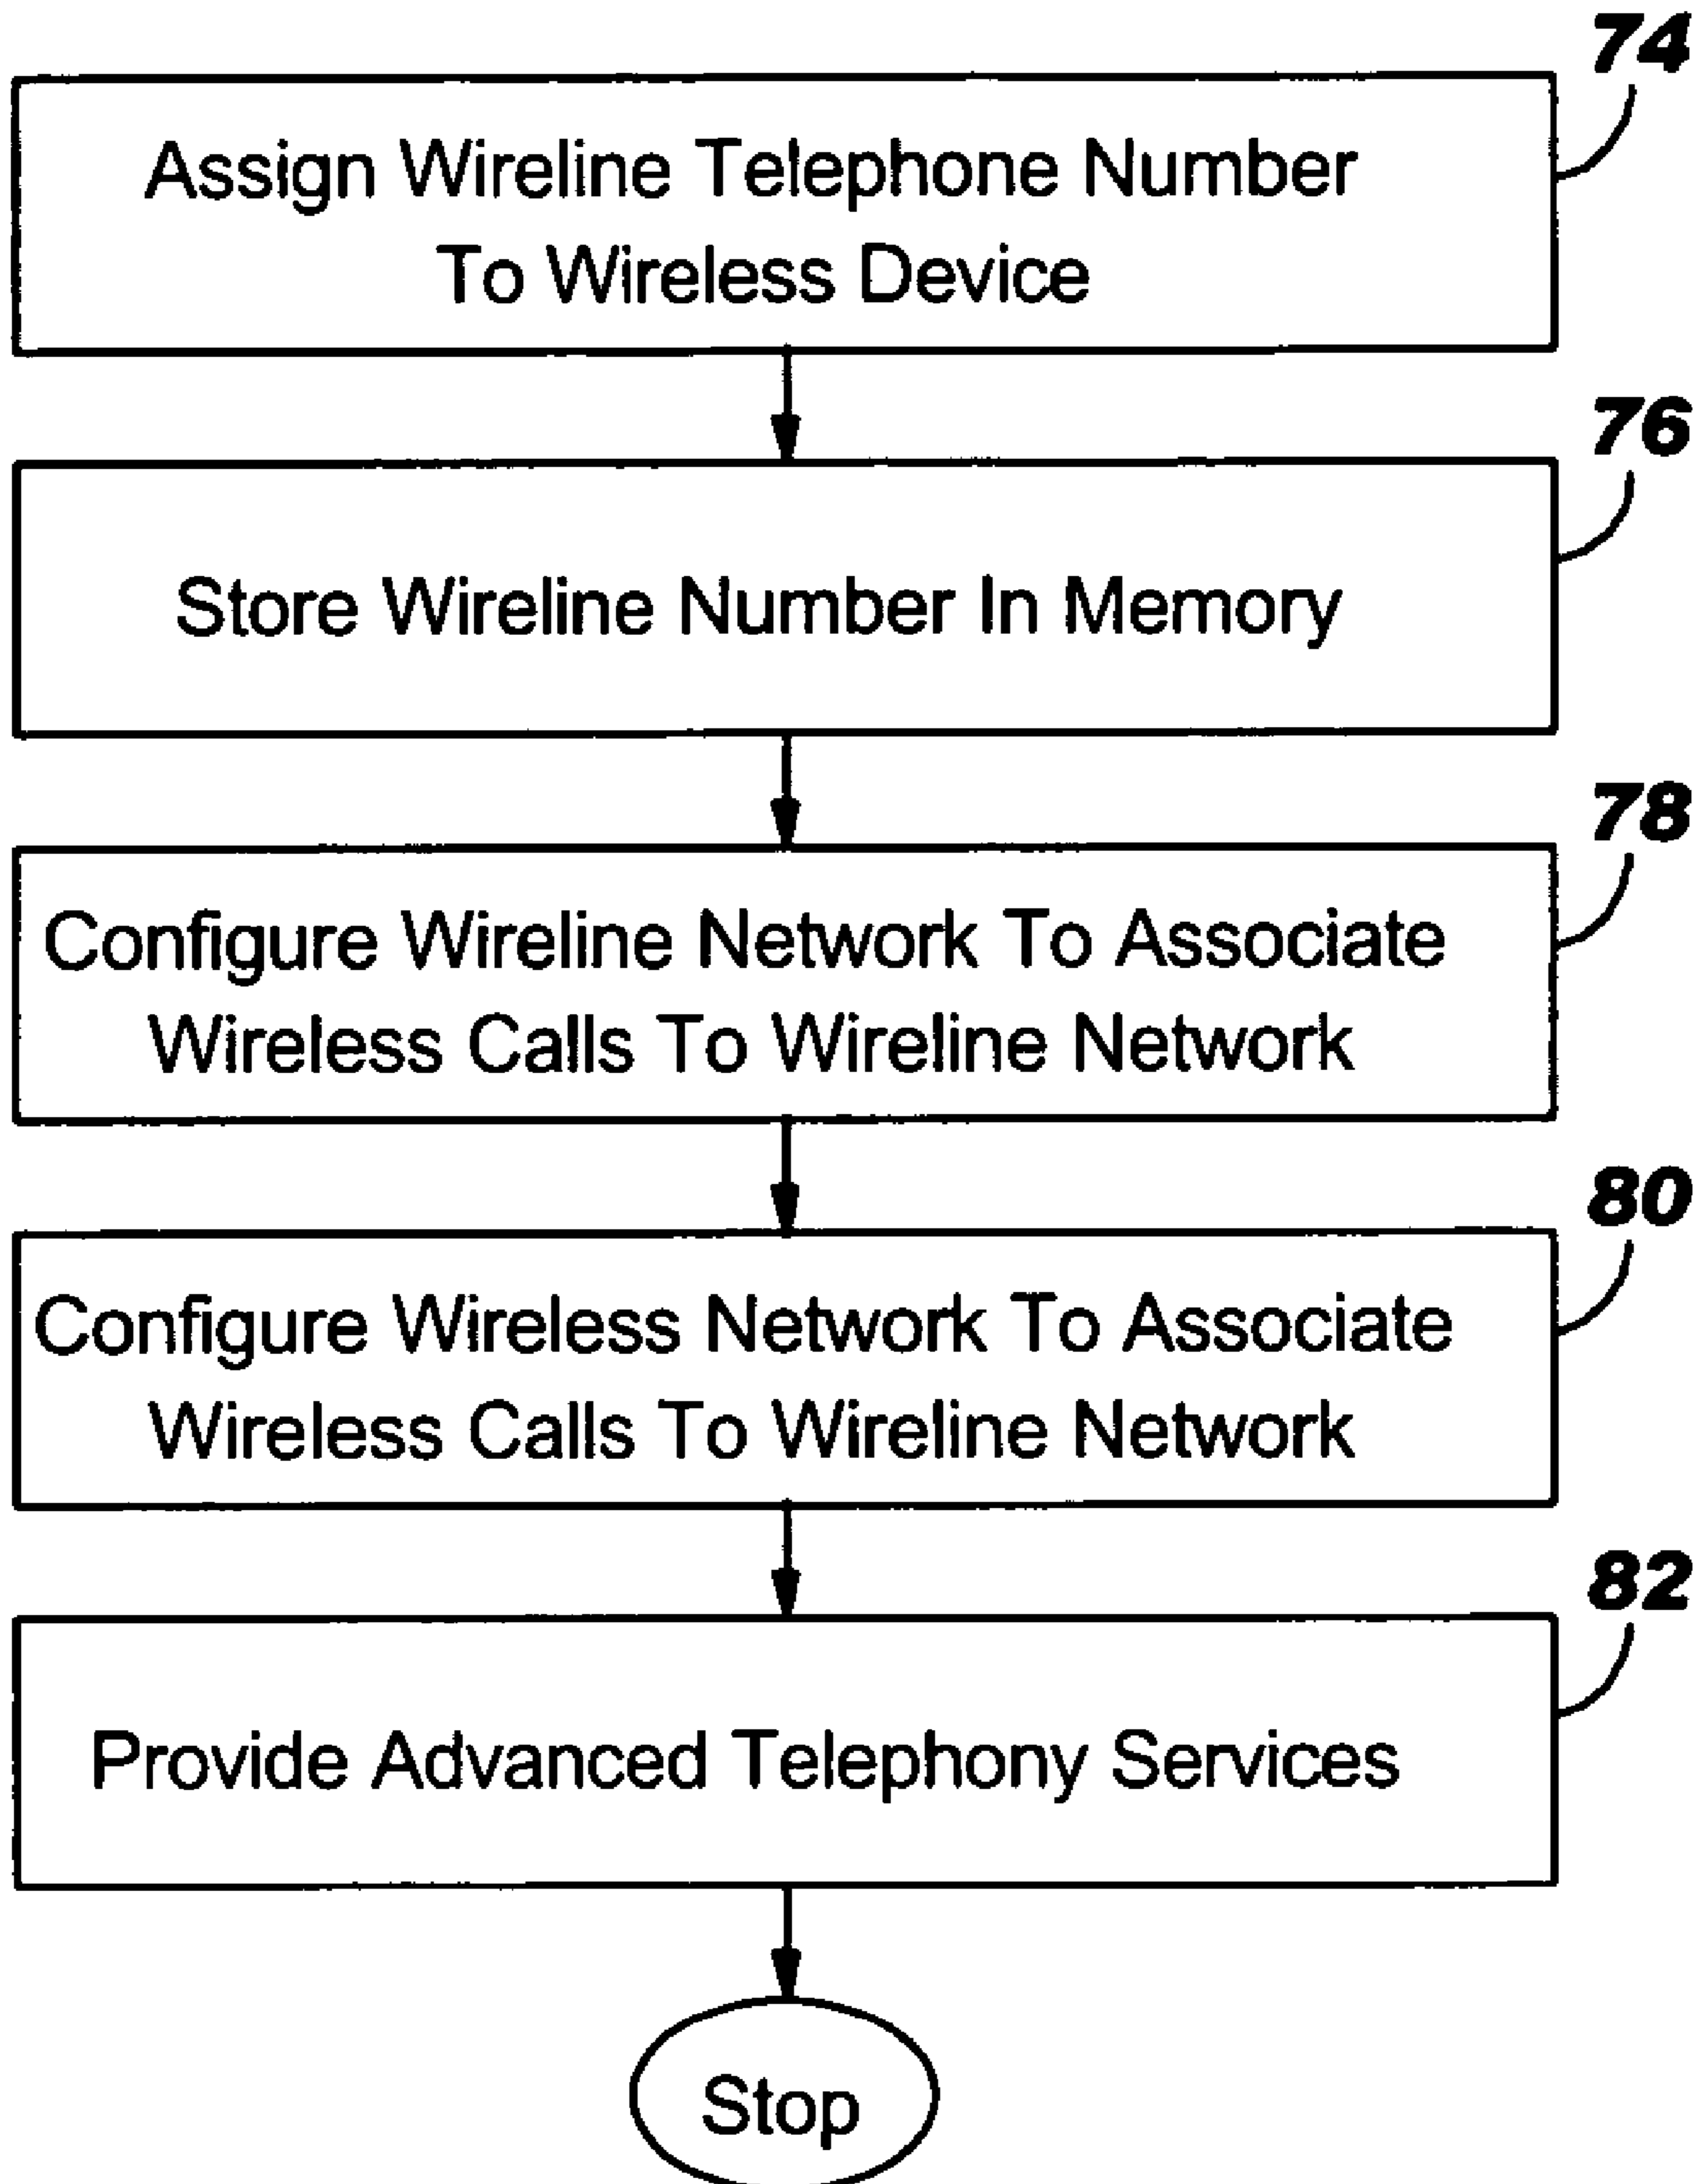 74
Assign Wireline Telephone Number
To Wireless Device
76
Store Wireline Number In Memory
78
Configure Wireline Network To Associate
Wireless Calls To Wireline Network
80
Configure Wireless Network To Associate
Wireless Calls To Wireline Network
82
Provide Advanced Telephony Services
Stop